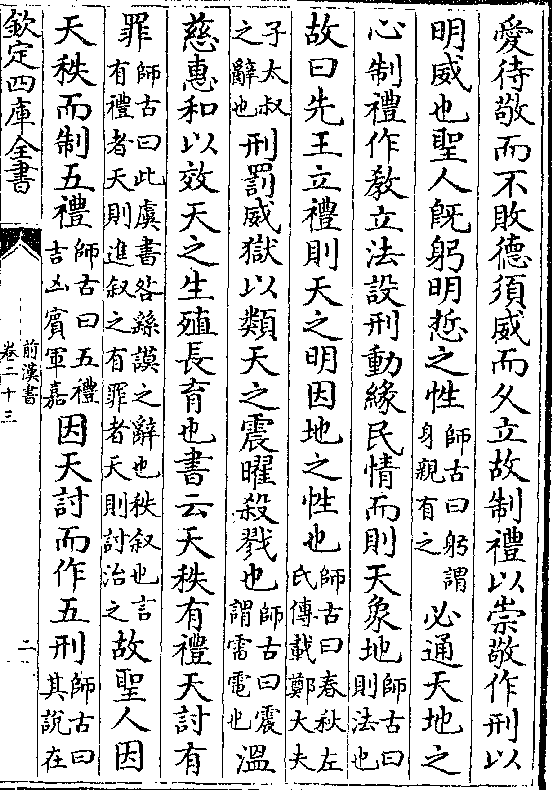 愛待敬而不敗德須威而久立故制禮以崇敬作刑以
明威也聖人旣躬明悊之性師古曰躬謂身親有之必通天地之
心制禮作敎立法設刑動緣民情而則天象地師古曰則法也
故曰先王立禮則天之明因地之性也師古曰春秋左氏傳載鄭大夫
子太叔之辭也刑罰威獄以類天之震曜殺戮也師古曰震謂雷電也溫
慈惠和以效天之生殖長育也書云天秩有禮天討有
罪師古曰此虞書咎繇謨之辭也秩叙也言有禮者天則進叙之有罪者天則討治之故聖人因
天秩而制五禮師古曰五禮吉凶賓軍嘉因天討而作五刑師古曰其說在
欽定四庫全書
前漢書
卷二十三
二